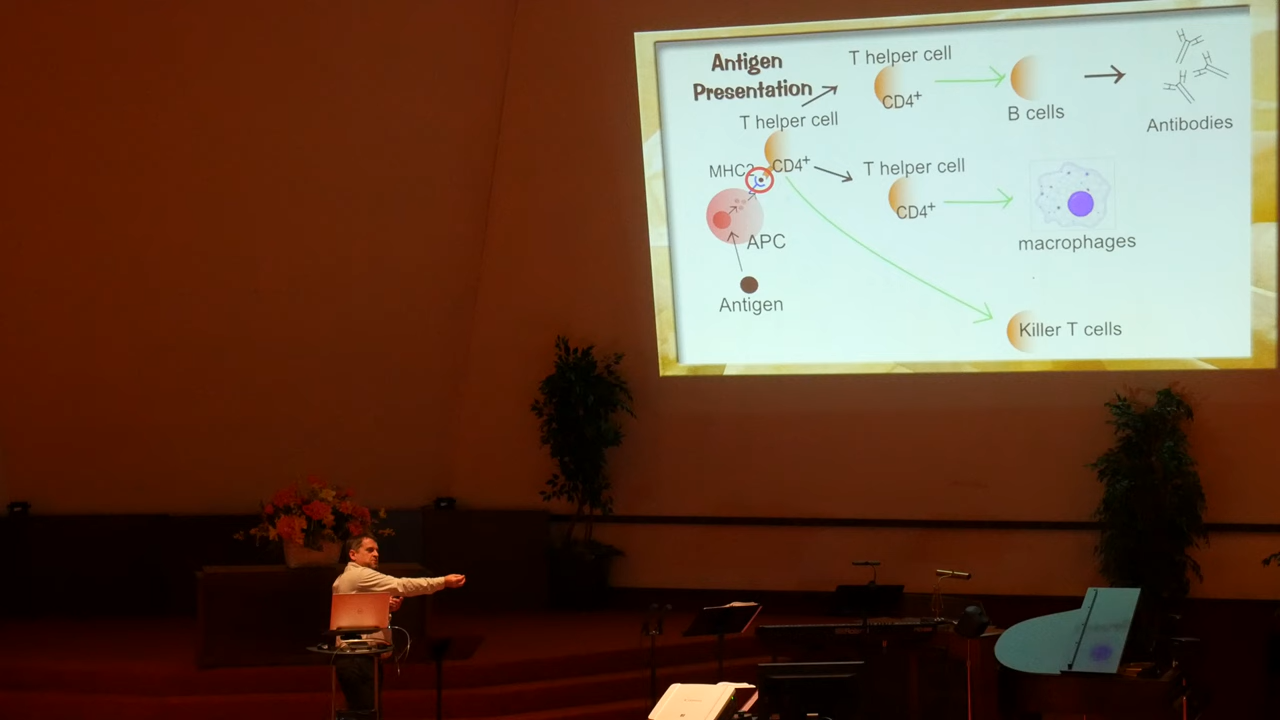 Antigen
Presentation
T helper cell
CD4+
B cells
Antibodies
T helper cell
MHC2
CD4+
T helper cell
CD4+
APC
macrophages
Antigen
Killer T cells